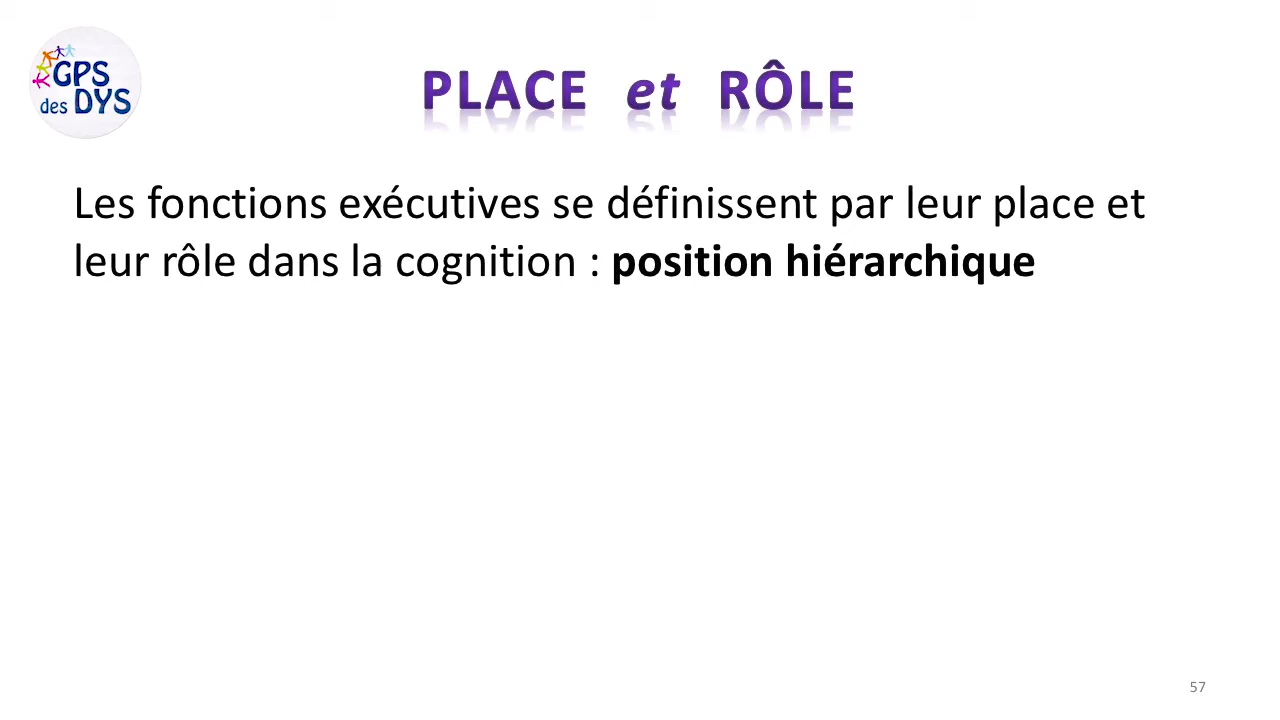 GPS
des DYS
PLACE et RÔLE
Les fonctions exécutives se définissent par leur place et
leur rôle dans la cognition : position hiérarchique
57